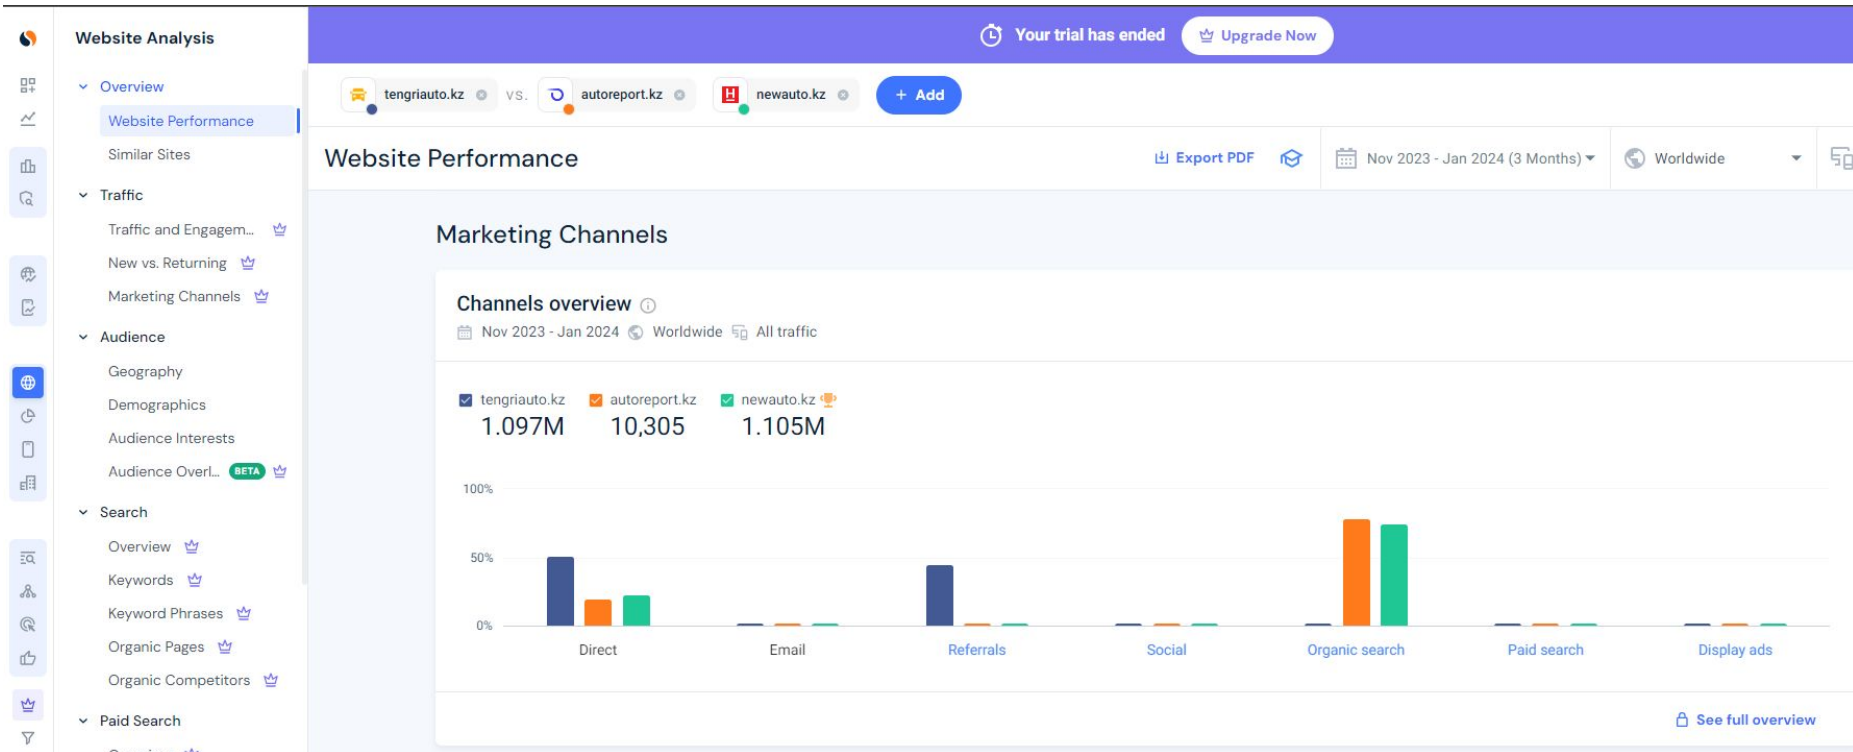 Website Analysis
Your trial has ended
Upgrade Now
Overview
Website Performance
Similar Sites
Traffic
Traffic and Engagem...
New vs. Returning
Marketing Channels
Audience
Geography
Demographics
Audience Interests
Audience Overl... BETA
Search
Overview
Keywords
Keyword Phrases
Organic Pages
Organic Competitors
Paid Search
tengriauto.kz vs. autoreport.kz H newauto.kz + Add
Website Performance
Export PDF
Nov 2023 - Jan 2024 (3 Months)
Worldwide
Marketing Channels
Channels overview
Nov 2023 - Jan 2024 Worldwide All traffic
tengriauto.kz autoreport.kz newauto.kz
1.097M 10,305 1.105M
100%
50%
0%
Direct Email Referrals Social Organic search Paid search Display ads
See full overview